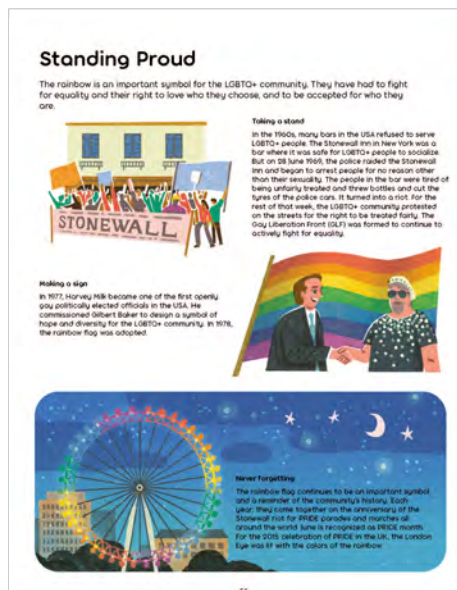 Standing Proud
The rainbow is an important symbol for the LGBTQ+ community. They have had to fight
for equality and their right to love who they choose, and to be accepted for who they
are.
Taking a stand
In the 1960s, many bars in the USA refused to serve
LGBTQ+ people. The Stonewall Inn in New York was a
bar where it was safe for LGBTQ+ people to socialize.
But on 28 June 1969, the police raided the Stonewall
Inn and began to arrest people for no reason other
than their sexuality. The people in the bar were tired of
being unfairly treated and threw bottles and cut the
tyres of the police cars. It turned into a riot. For the
rest of that week, the LGBTQ+ community protested
on the streets for the right to be treated fairly. The
Gay Liberation Front (GLF) was formed to continue to
actively fight for equality.
STONEWALL
Making a sign
In 1977, Harvey Milk became one of the first openly
gay politically elected officials in the USA. He
commissioned Gilbert Baker to design a symbol of
hope and diversity for the LGBTQ+ community. In 1978,
the rainbow flag was adopted.
Never forgetting
The rainbow flag continues to be an important symbol
and a reminder of the community's history. Each
year, they come together on the anniversary of the
Stonewall riot for PRIDE parades and marches all
around the world. June is recognized as PRIDE month.
For the 2015 celebration of PRIDE in the UK, the London
Eye was lit with the colors of the rainbow.